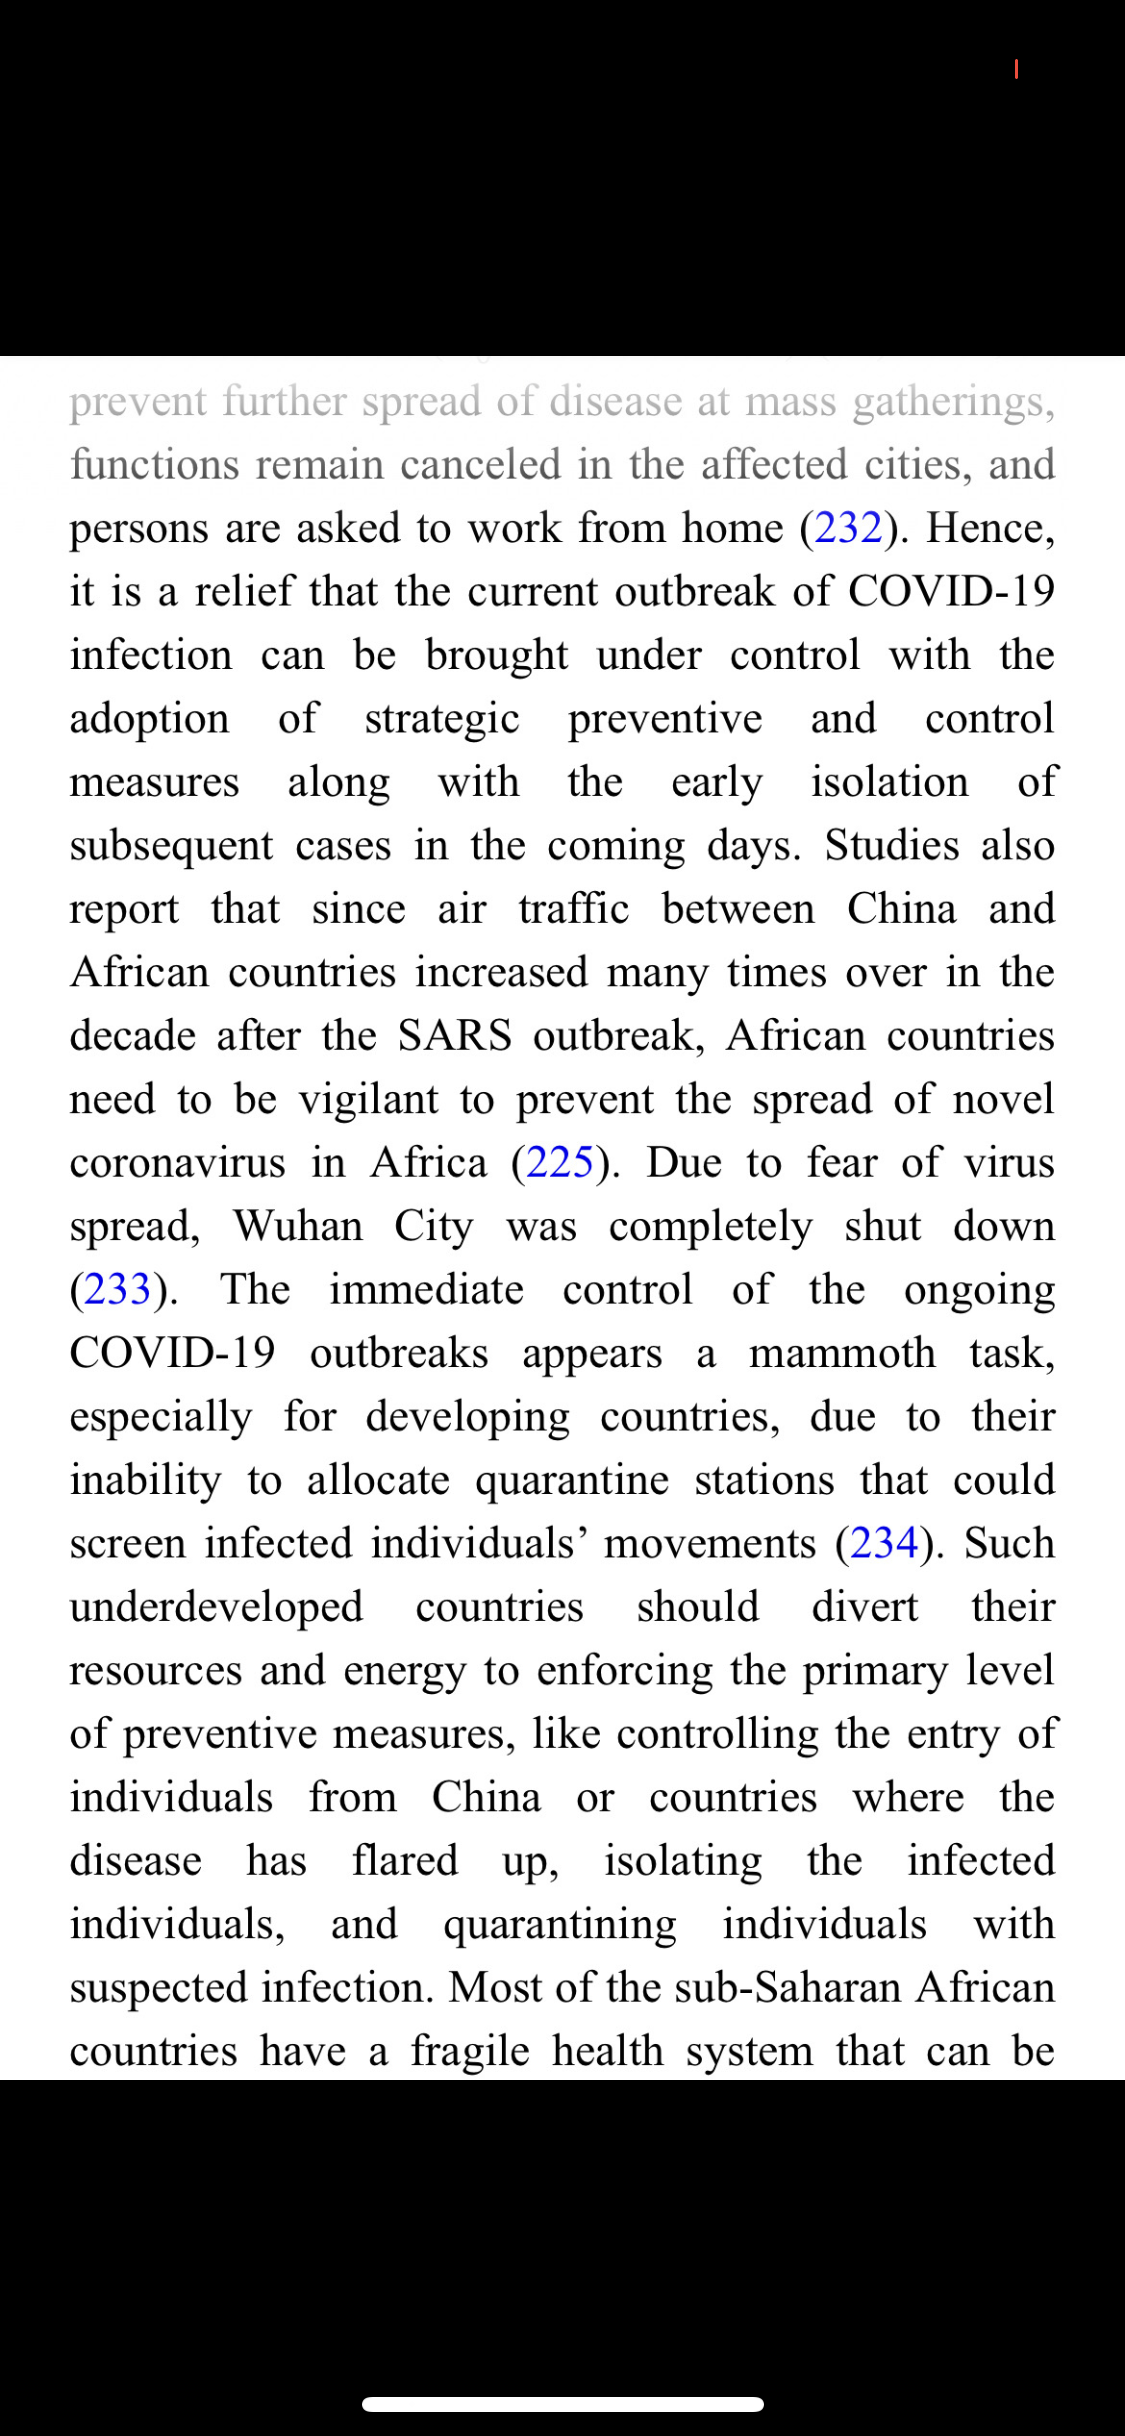 prevent further spread of disease at mass gatherings,
functions remain canceled in the affected cities, and
persons are asked to work from home (232). Hence,
it is a relief that the current outbreak of COVID-19
infection can be brought under control with the
adoption of strategic preventive and control
measures along with the early isolation of
subsequent cases in the coming days. Studies also
report that since air traffic between China and
African countries increased many times over in the
decade after the SARS outbreak, African countries
need to be vigilant to prevent the spread of novel
coronavirus in Africa (225). Due to fear of virus
spread, Wuhan City was completely shut down
(233). The immediate control of the ongoing
COVID-19 outbreaks appears a mammoth task,
especially for developing countries, due to their
inability to allocate quarantine stations that could
screen infected individuals’ movements (234). Such
underdeveloped countries should divert their
resources and energy to enforcing the primary level
of preventive measures, like controlling the entry of
individuals from China or countries where the
disease has flared up, isolating the infected
individuals, and quarantining individuals with
suspected infection. Most of the sub-Saharan African
countries have a fragile health system that can be